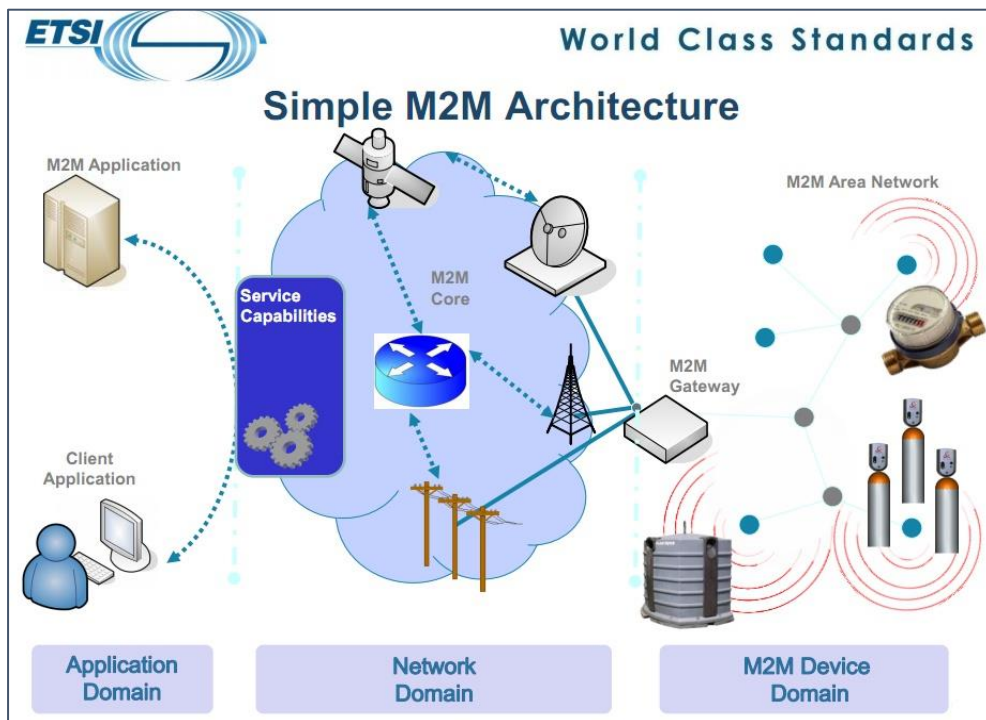 ETSI
World Class Standards
Simple M2M Architecture
M2M Application
M2M Area Network
M2M
Core
Service
Capabilities
M2M
Gateway
Client
Application
Application
Domain
Network
Domain
M2M Device
Domain